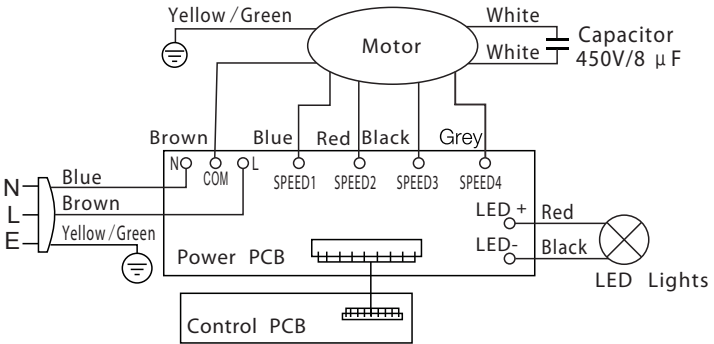 Yellow/Green
White
Motor
Capacitor
White
450V/8 μF
Brown
Blue
Red
Black
Grey
N
COM
L
SPEED1
SPEED2
SPEED3
SPEED4
N
Blue
L
Brown
E
Yellow/Green
LED +
Red
LED-
Black
Power PCB
LED Lights
Control PCB